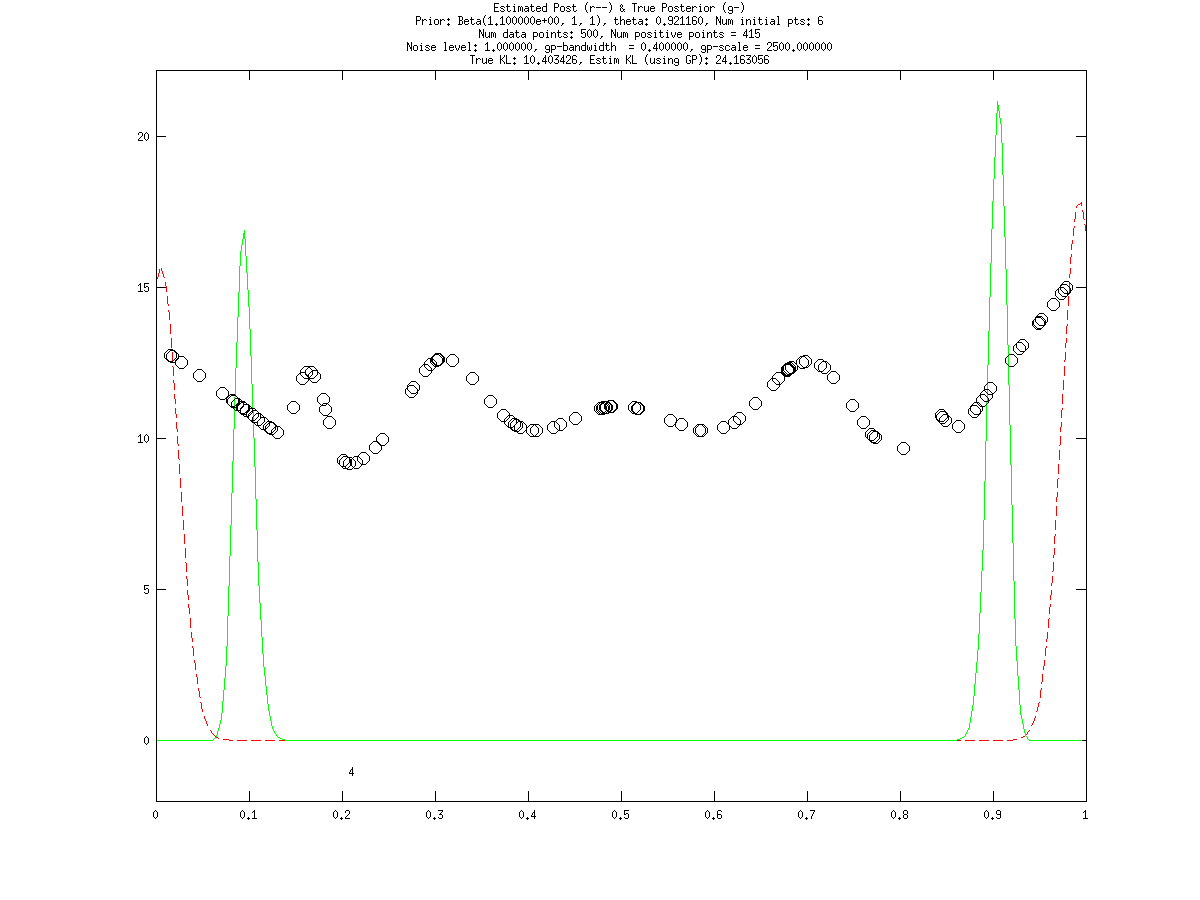 Estimated Post (r--) & True Posterior (g-)
Prior: Beta(1.100000e+00, 1, 1), theta: 0.921160, Num initial pts: 6
Num data points: 500, Num positive points = 415
Noise level: 1.000000, gp-bandwidth  = 0.400000, gp-scale = 2500.000000
True KL: 10.403426, Estim KL (using GP): 24.163056
20
15
10
5
0
4
0 0.1 0.2 0.3 0.4 0.5 0.6 0.7 0.8 0.9 1